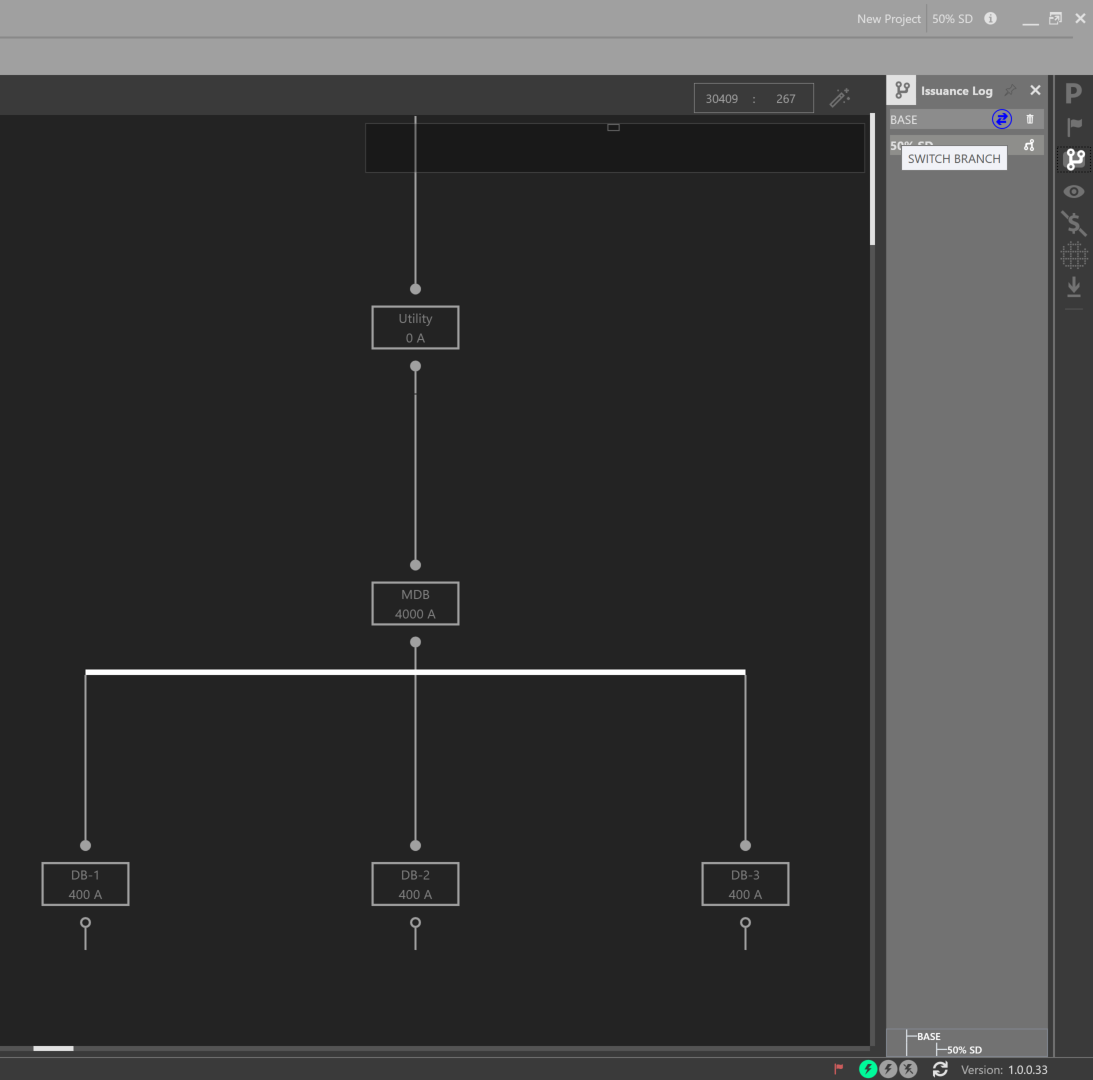 New Project 50% SD
30409 : 267
Issuance Log
P
BASE
50% SD
SWITCH BRANCH
Utility
0 A
MDB
4000 A
DB-1
400 A
DB-2
400 A
DB-3
400 A
BASE
50% SD
Version: 1.0.0.33